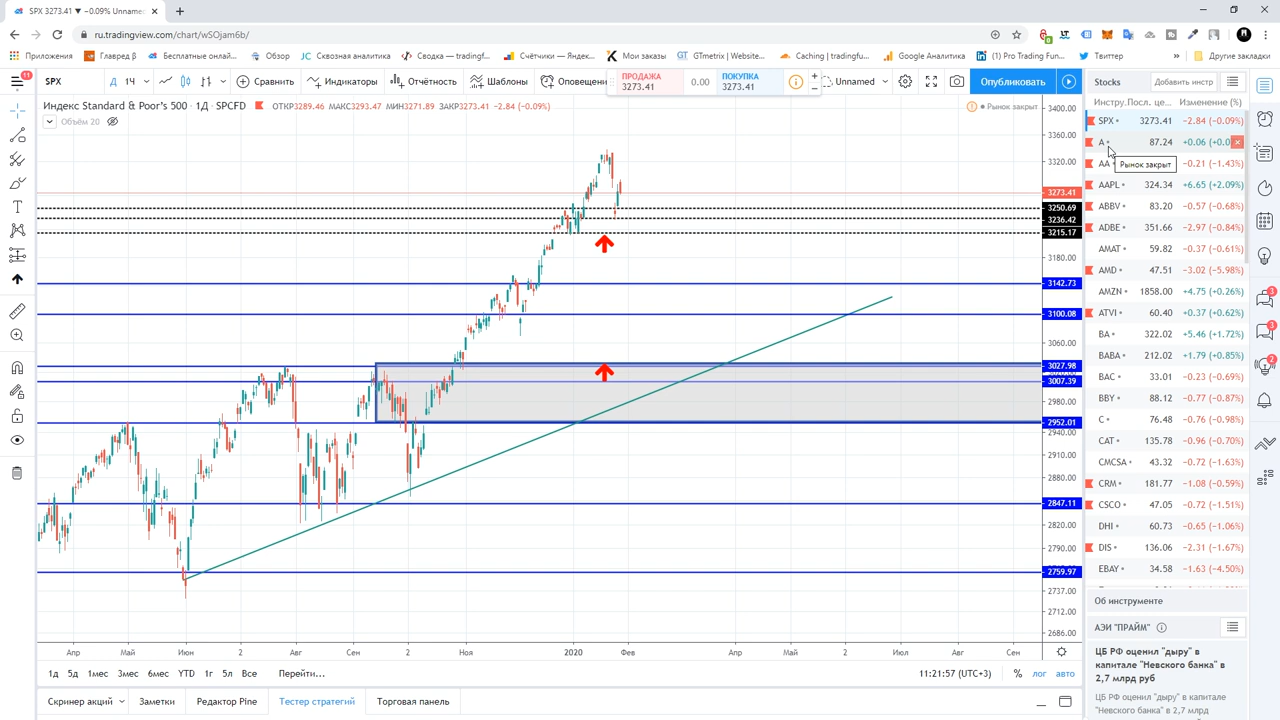 SPX 3273.41 ▼ −0.09% Unnamed
ru.tradingview.com/chart/wSOjam6b/
Приложения
Главред β
Бесплатные онлай...
Обзор
Сквозная аналитик...
Сводка — tradingf...
Счётчики — Яндек...
Мои заказы
GTmetrix | Website...
Caching | tradingfu...
Google Аналитика
(1) Pro Trading Fun...
Твиттер
Другие закладки
11
SPX
Д
1Ч
Сравнить
Индикаторы
Отчётность
Шаблоны
Оповещени
ПРОДАЖА
3273.41
0.00
ПОКУПКА
3273.41
Unnamed
Опубликовать
Индекс Standard & Poor's 500 · 1Д · SPCFD
ОТКР3289.46 МАКС3293.47 МИН3271.89 ЗАКР3273.41 −2.84 (−0.09%)
Рынок закрыт
Объём 20
3400.00
3360.00
3320.00
3273.41
3250.69
3236.42
3215.17
3180.00
3142.73
3100.08
3060.00
3027.98
3007.39
2980.00
2952.01
2940.00
2910.00
2880.00
2847.11
2820.00
2790.00
2759.97
2737.00
2712.00
2686.00
Апр
Май
Июн
2
Авг
Сен
2
Ноя
2020
Фев
Апр
Май
2
Июл
Авг
Сен
1д
5д
1мес
3мес
6мес
YTD
1г
5л
Все
Перейти...
11:21:57 (UTC+3)
%
лог
авто
Скринер акций
Заметки
Редактор Pine
Тестер стратегий
Торговая панель
Stocks
Добавить инстр
Инстру.
Посл. це...
Изменение (%)
SPX 3273.41 −2.84 (−0.09%)
A 87.24 +0.06 (+0.0
Рынок закрыт
AA −0.21 (−1.43%)
AAPL 324.34 +6.65 (+2.09%)
ABBV 83.20 −0.57 (−0.68%)
ADBE 351.66 −2.97 (−0.84%)
AMAT 59.82 −0.37 (−0.61%)
AMD 47.51 −3.02 (−5.98%)
AMZN 1858.00 +4.75 (+0.26%)
ATVI 60.40 +0.37 (+0.62%)
BA 322.02 +5.46 (+1.72%)
BABA 212.02 +1.79 (+0.85%)
BAC 33.01 −0.23 (−0.69%)
BBY 88.12 −0.77 (−0.87%)
C 76.48 −0.76 (−0.98%)
CAT 135.78 −0.96 (−0.70%)
CMCSA 43.32 −0.72 (−1.63%)
CRM 181.77 −1.08 (−0.59%)
CSCO 47.05 −0.72 (−1.51%)
DHI 60.73 −0.65 (−1.06%)
DIS 136.06 −2.31 (−1.67%)
EBAY 34.58 −1.63 (−4.50%)
Об инструменте
АЭИ "ПРАЙМ"
ЦБ РФ оценил "дыру" в
капитале "Невского банка" в
2,7 млрд руб
ЦБ РФ оценил "дыру" в капитале
"Невского банка" в 2,7 млрд
3
3
2